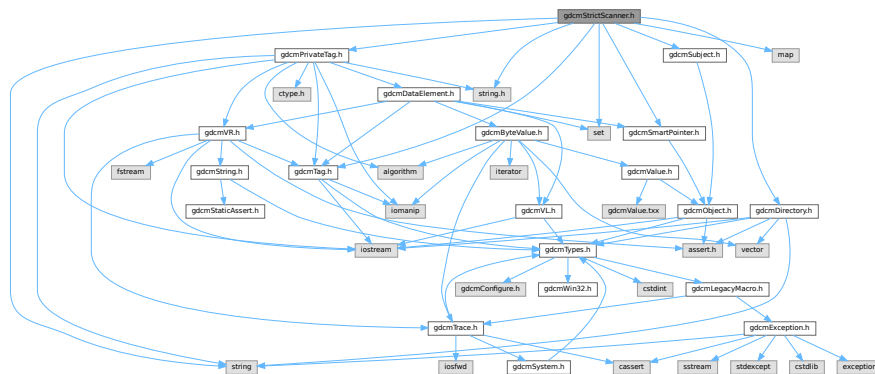 gdcmStrictScanner.h
gdcmPrivateTag.h
gdcmSubject.h
map
ctype.h
gdcmDataElement.h
string.h
gdcmVR.h
gdcmByteValue.h
set
gdcmSmartPointer.h
fstream
gdcmString.h
gdcmTag.h
algorithm
iterator
gdcmValue.h
gdcmStaticAssert.h
iomanip
gdcmVL.h
gdcmValue.txx
gdcmObject.h
gdcmDirectory.h
iostream
gdcmTypes.h
assert.h
vector
gdcmConfigure.h
gdcmWin32.h
cstdint
gdcmLegacyMacro.h
gdcmTrace.h
gdcmException.h
string
iosfwd
gdcmSystem.h
cassert
sstream
stdexcept
cstdlib
exception